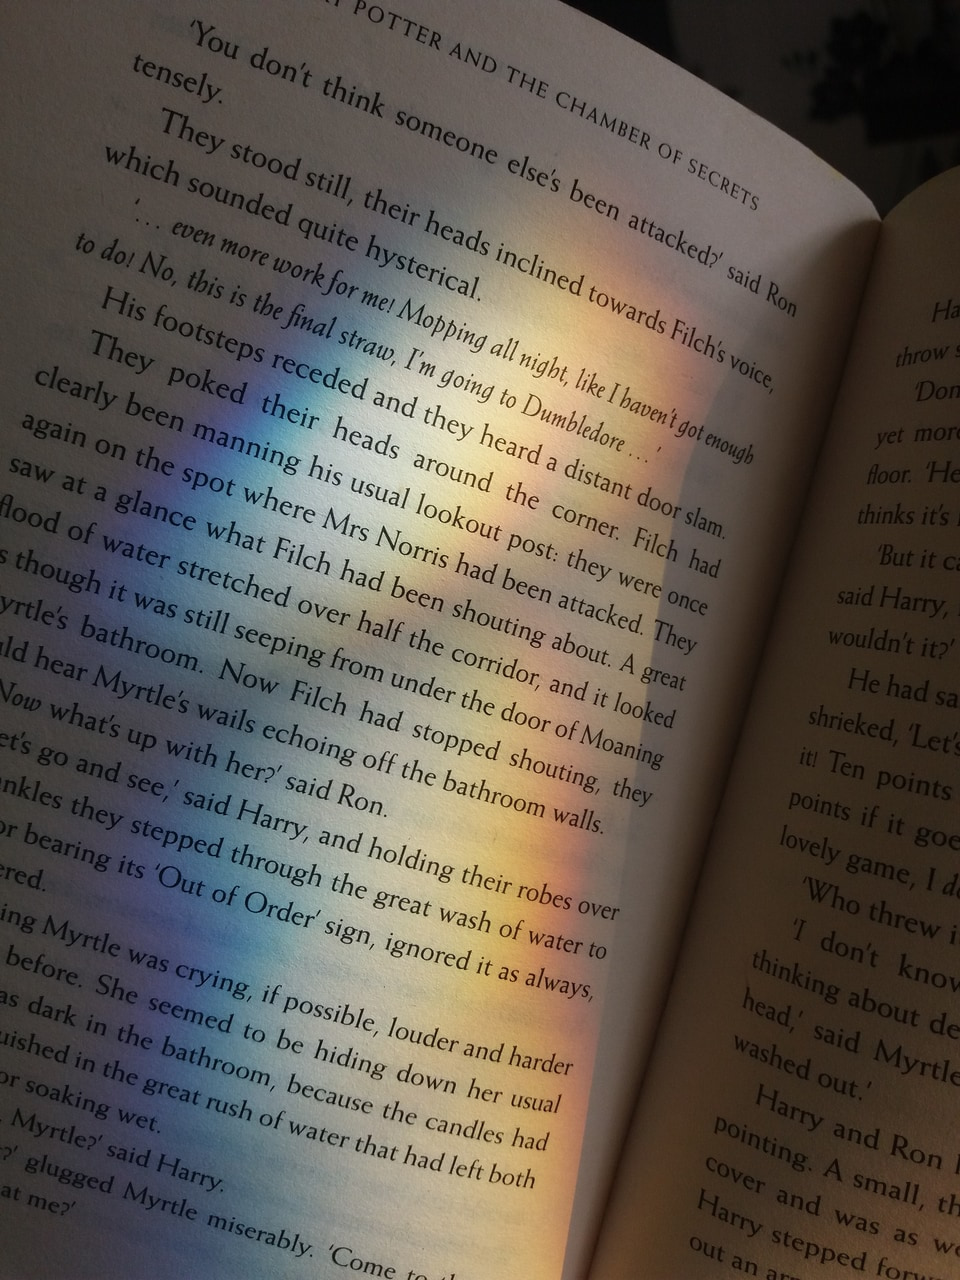 POTTER AND THE CHAMBER OF SECRETS
'You don't think someone else's been attacked?' said Ron
tensely.
They stood still, their heads inclined towards Filch's voice,
which sounded quite hysterical.
'... even more work for me! Mopping all night, like I haven't got enough
to do! No, this is the final straw, I'm going to Dumbledore ...'
His footsteps receded and they heard a distant door slam.
They poked their heads around the corner. Filch had
clearly been manning his usual lookout post: they were once
again on the spot where Mrs Norris had been attacked. They
saw at a glance what Filch had been shouting about. A great
flood of water stretched over half the corridor, and it looked
though it was still seeping from under the door of Moaning
yrtle's bathroom. Now Filch had stopped shouting, they
uld hear Myrtle's wails echoing off the bathroom walls.
Now what's up with her?' said Ron.
et's go and see,' said Harry, and holding their robes over
nkles they stepped through the great wash of water to
or bearing its 'Out of Order' sign, ignored it as always,
ered.
ing Myrtle was crying, if possible, louder and harder
before. She seemed to be hiding down her usual
as dark in the bathroom, because the candles had
uished in the great rush of water that had left both
or soaking wet.
Myrtle?' said Harry.
?' glugged Myrtle miserably. 'Come to
at me?'
Ha
throw s
'Don
yet mor
floor. 'He
thinks it's
'But it ca
said Harry,
wouldn't it?'
He had sa
shrieked, 'Let's
it! Ten points
points if it goe
lovely game, I d
'Who threw i
'I don't know
thinking about de
head,' said Myrtle
washed out.'
Harry and Ron
pointing. A small, th
cover and was as we
Harry stepped forw
out an ar